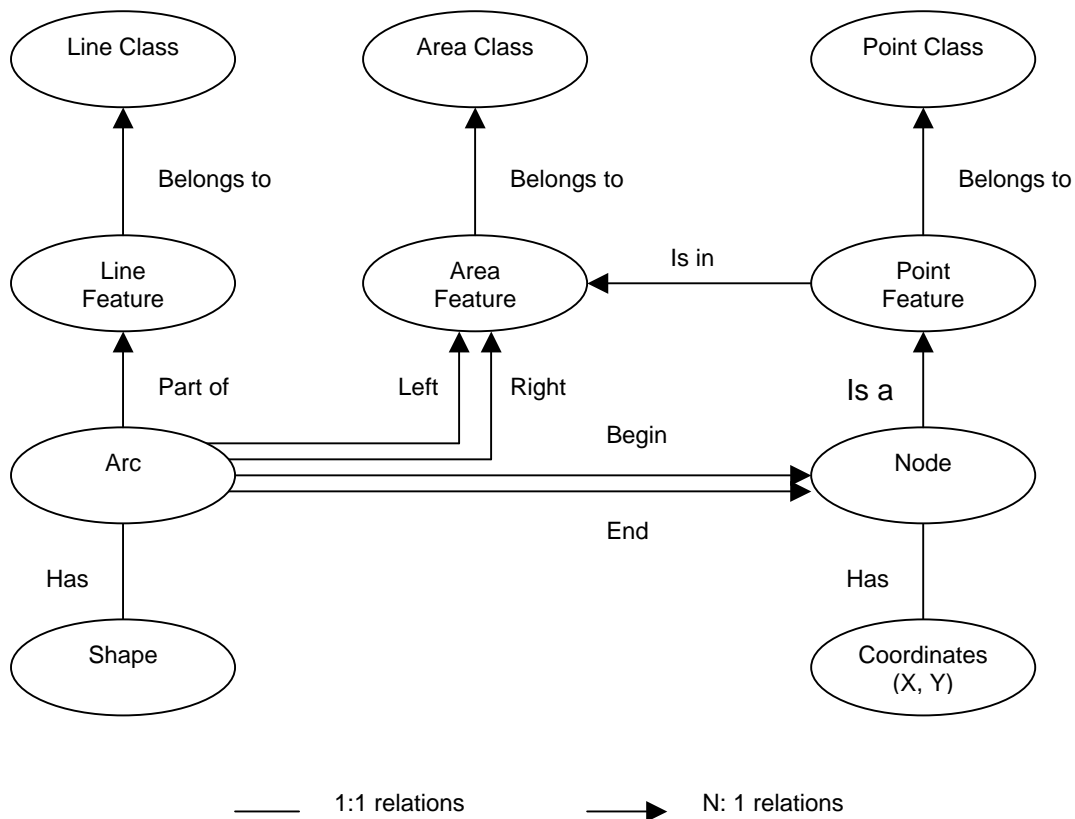 Line Class
Area Class
Point Class
Belongs to
Belongs to
Belongs to
Line
Feature
Area
Feature
Is in
Point
Feature
Part of
Left
Right
Is a
Arc
Begin
Node
End
Has
Has
Shape
Coordinates
(X, Y)
1:1 relations
N: 1 relations